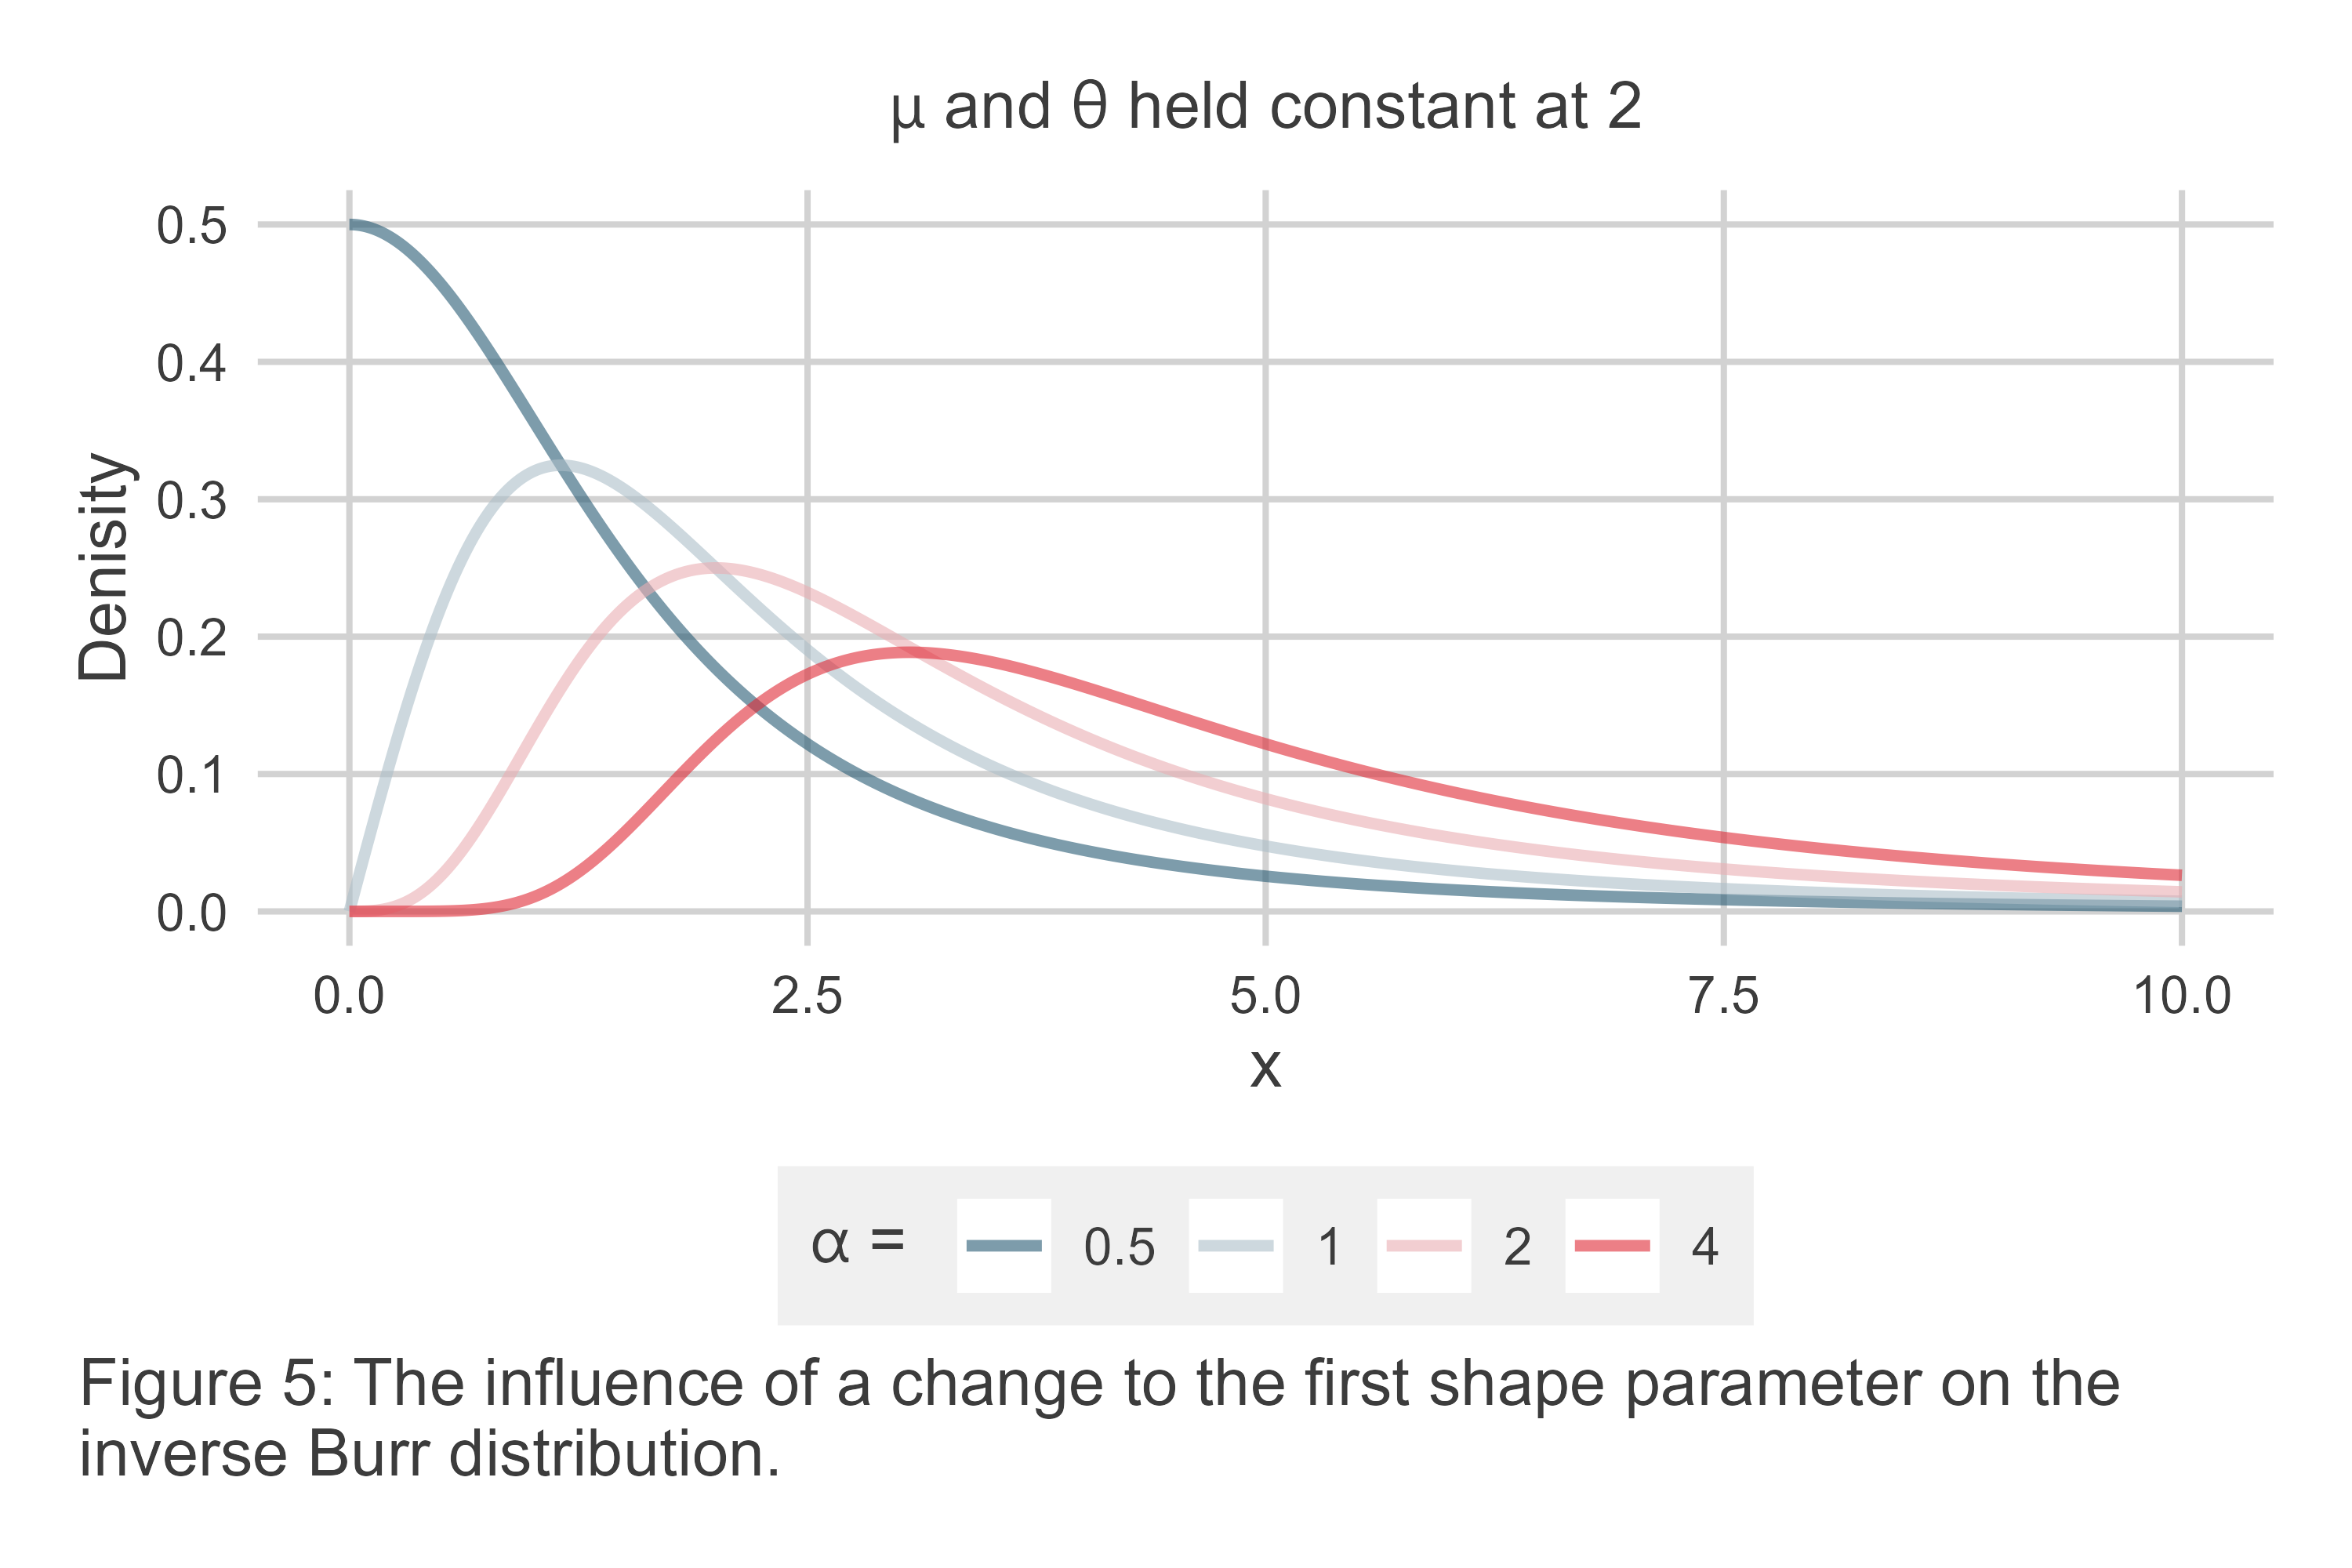 μ and θ held constant at 2
Denisity
0.5
0.4
0.3
0.2
0.1
0.0
0.0 2.5 5.0 7.5 10.0
x
α = 0.5 1 2 4
Figure 5: The influence of a change to the first shape parameter on the
inverse Burr distribution.